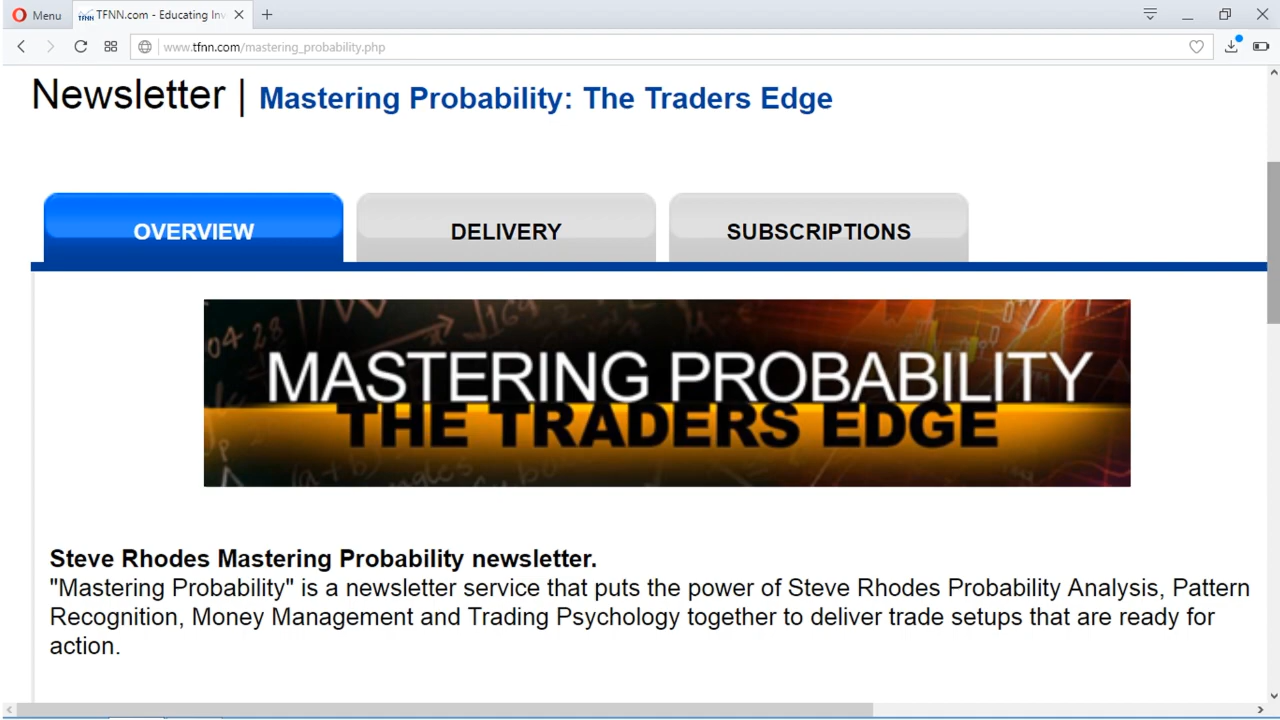 Menu
TFNN.com - Educating Inv
www.tfnn.com/mastering_probability.php
Newsletter | Mastering Probability: The Traders Edge
OVERVIEW
DELIVERY
SUBSCRIPTIONS
MASTERING PROBABILITY
THE TRADERS EDGE
Steve Rhodes Mastering Probability newsletter.
"Mastering Probability" is a newsletter service that puts the power of Steve Rhodes Probability Analysis, Pattern
Recognition, Money Management and Trading Psychology together to deliver trade setups that are ready for
action.